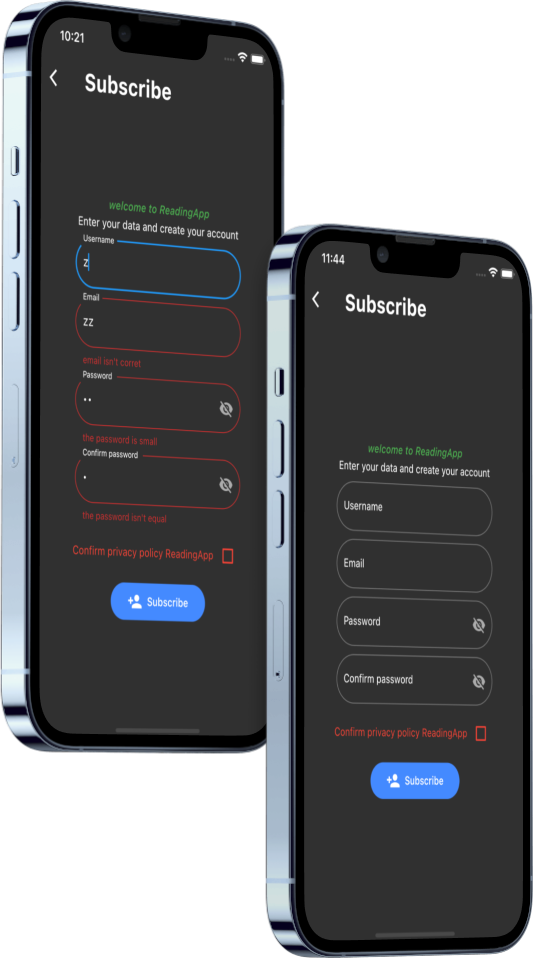 10:21
Subscribe
welcome to ReadingApp
Enter your data and create your account
Username
z
Email
zz
email isn't corret
Password
the password is small
Confirm password
the password isn't equal
Confirm privacy policy ReadingApp
Subscribe
11:44
Subscribe
welcome to ReadingApp
Enter your data and create your account
Username
Email
Password
Confirm password
Confirm privacy policy ReadingApp
Subscribe